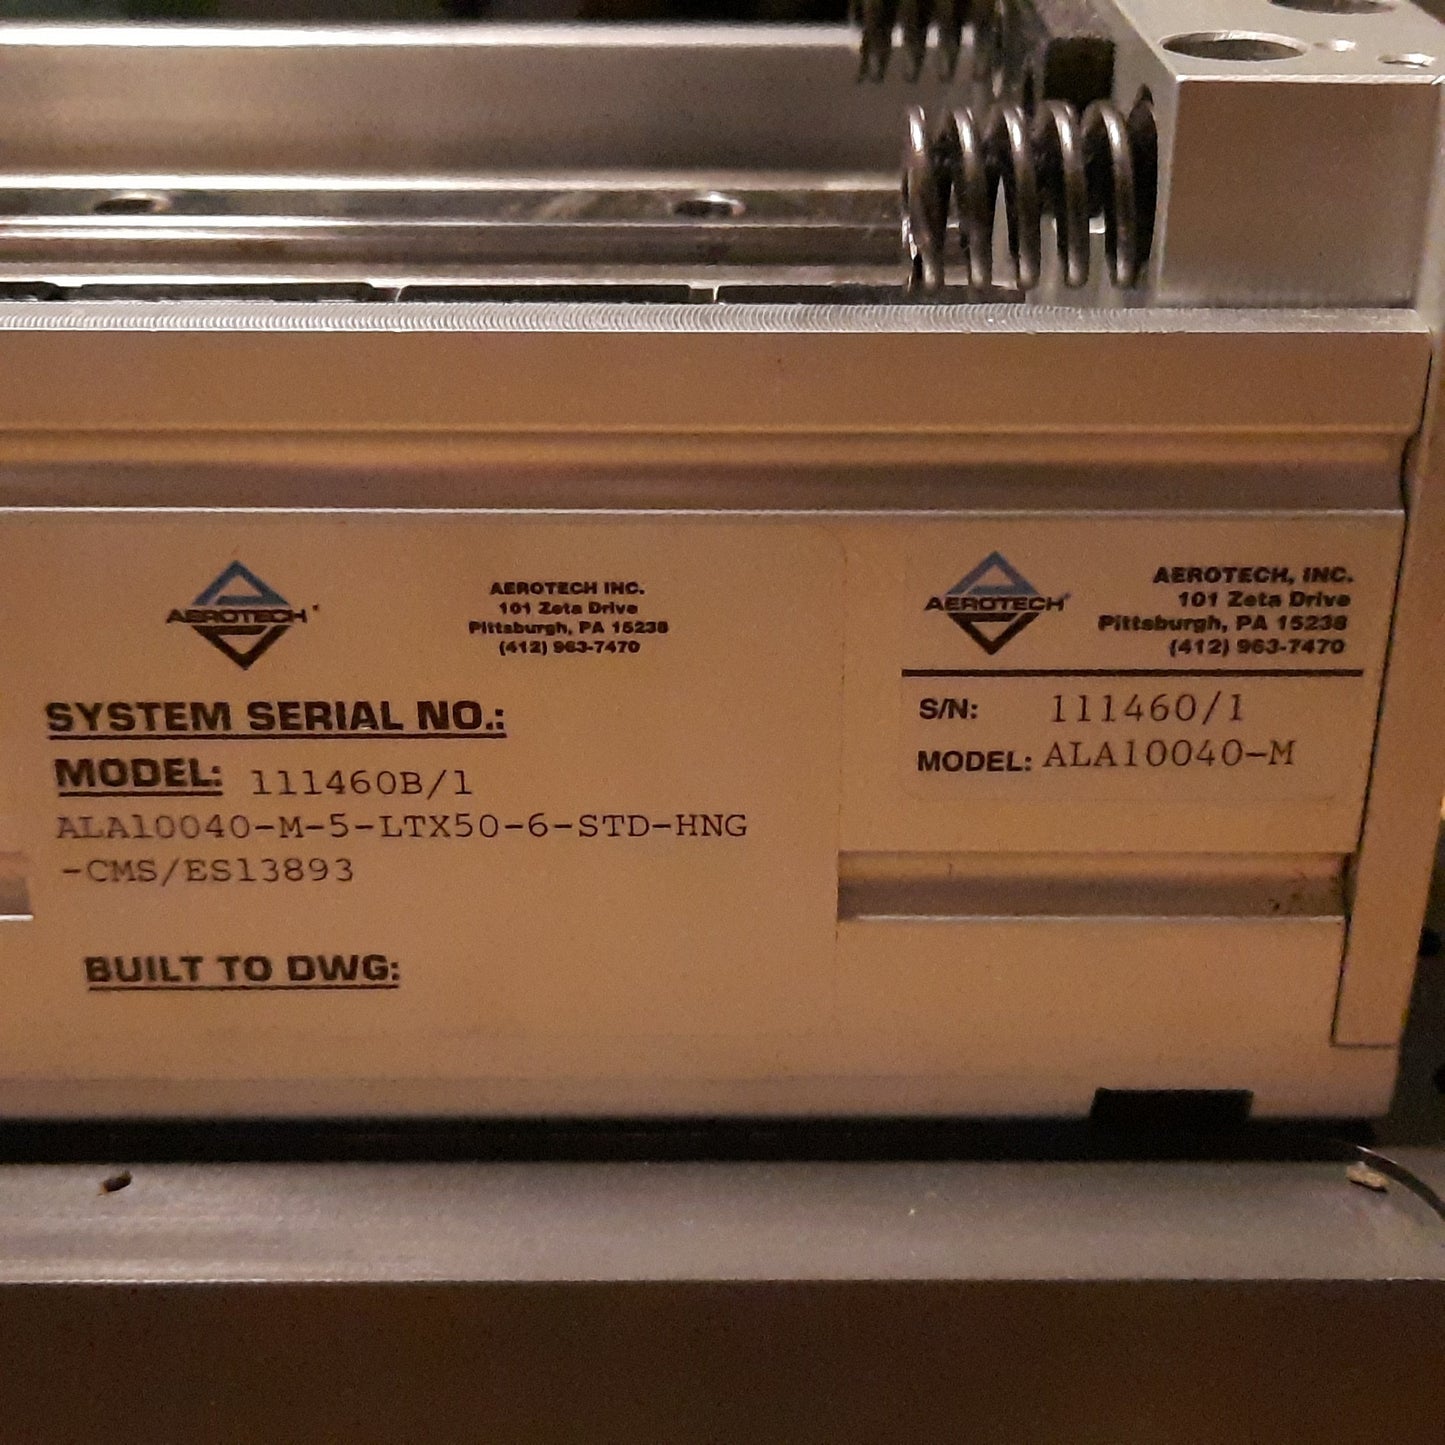 AEROTECH
AEROTECH INC.
101 Zeta Drive
Pittsburgh, PA 15238
(412) 963-7470
SYSTEM SERIAL NO.:
MODEL: 111460B/1
ALA10040-M-5-LTX50-6-STD-HNG
-CMS/ES13893
BUILT TO DWG:
AEROTECH
AEROTECH, INC.
101 Zeta Drive
Pittsburgh, PA 15238
(412) 963-7470
S/N: 111460/1
MODEL: ALA10040-M